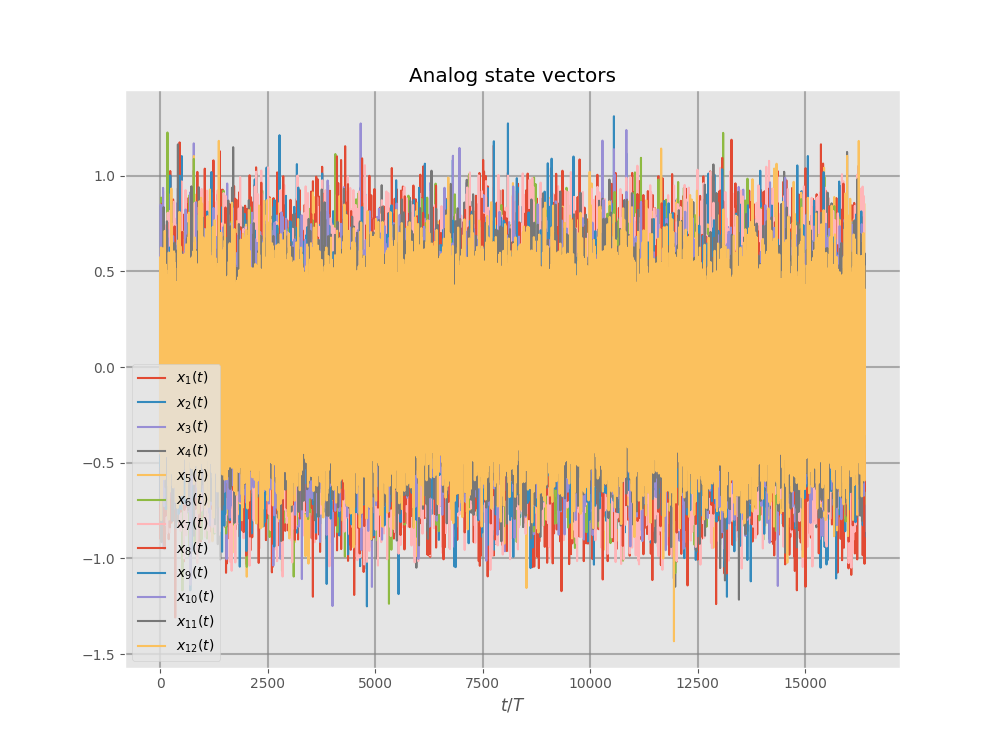 Analog state vectors
1.0
0.5
0.0
−0.5
−1.0
−1.5
x₁(t)
x₂(t)
x₃(t)
x₄(t)
x₅(t)
x₆(t)
x₇(t)
x₈(t)
x₉(t)
x₁₀(t)
x₁₁(t)
x₁₂(t)
0 2500 5000 7500 10000 12500 15000
t/T